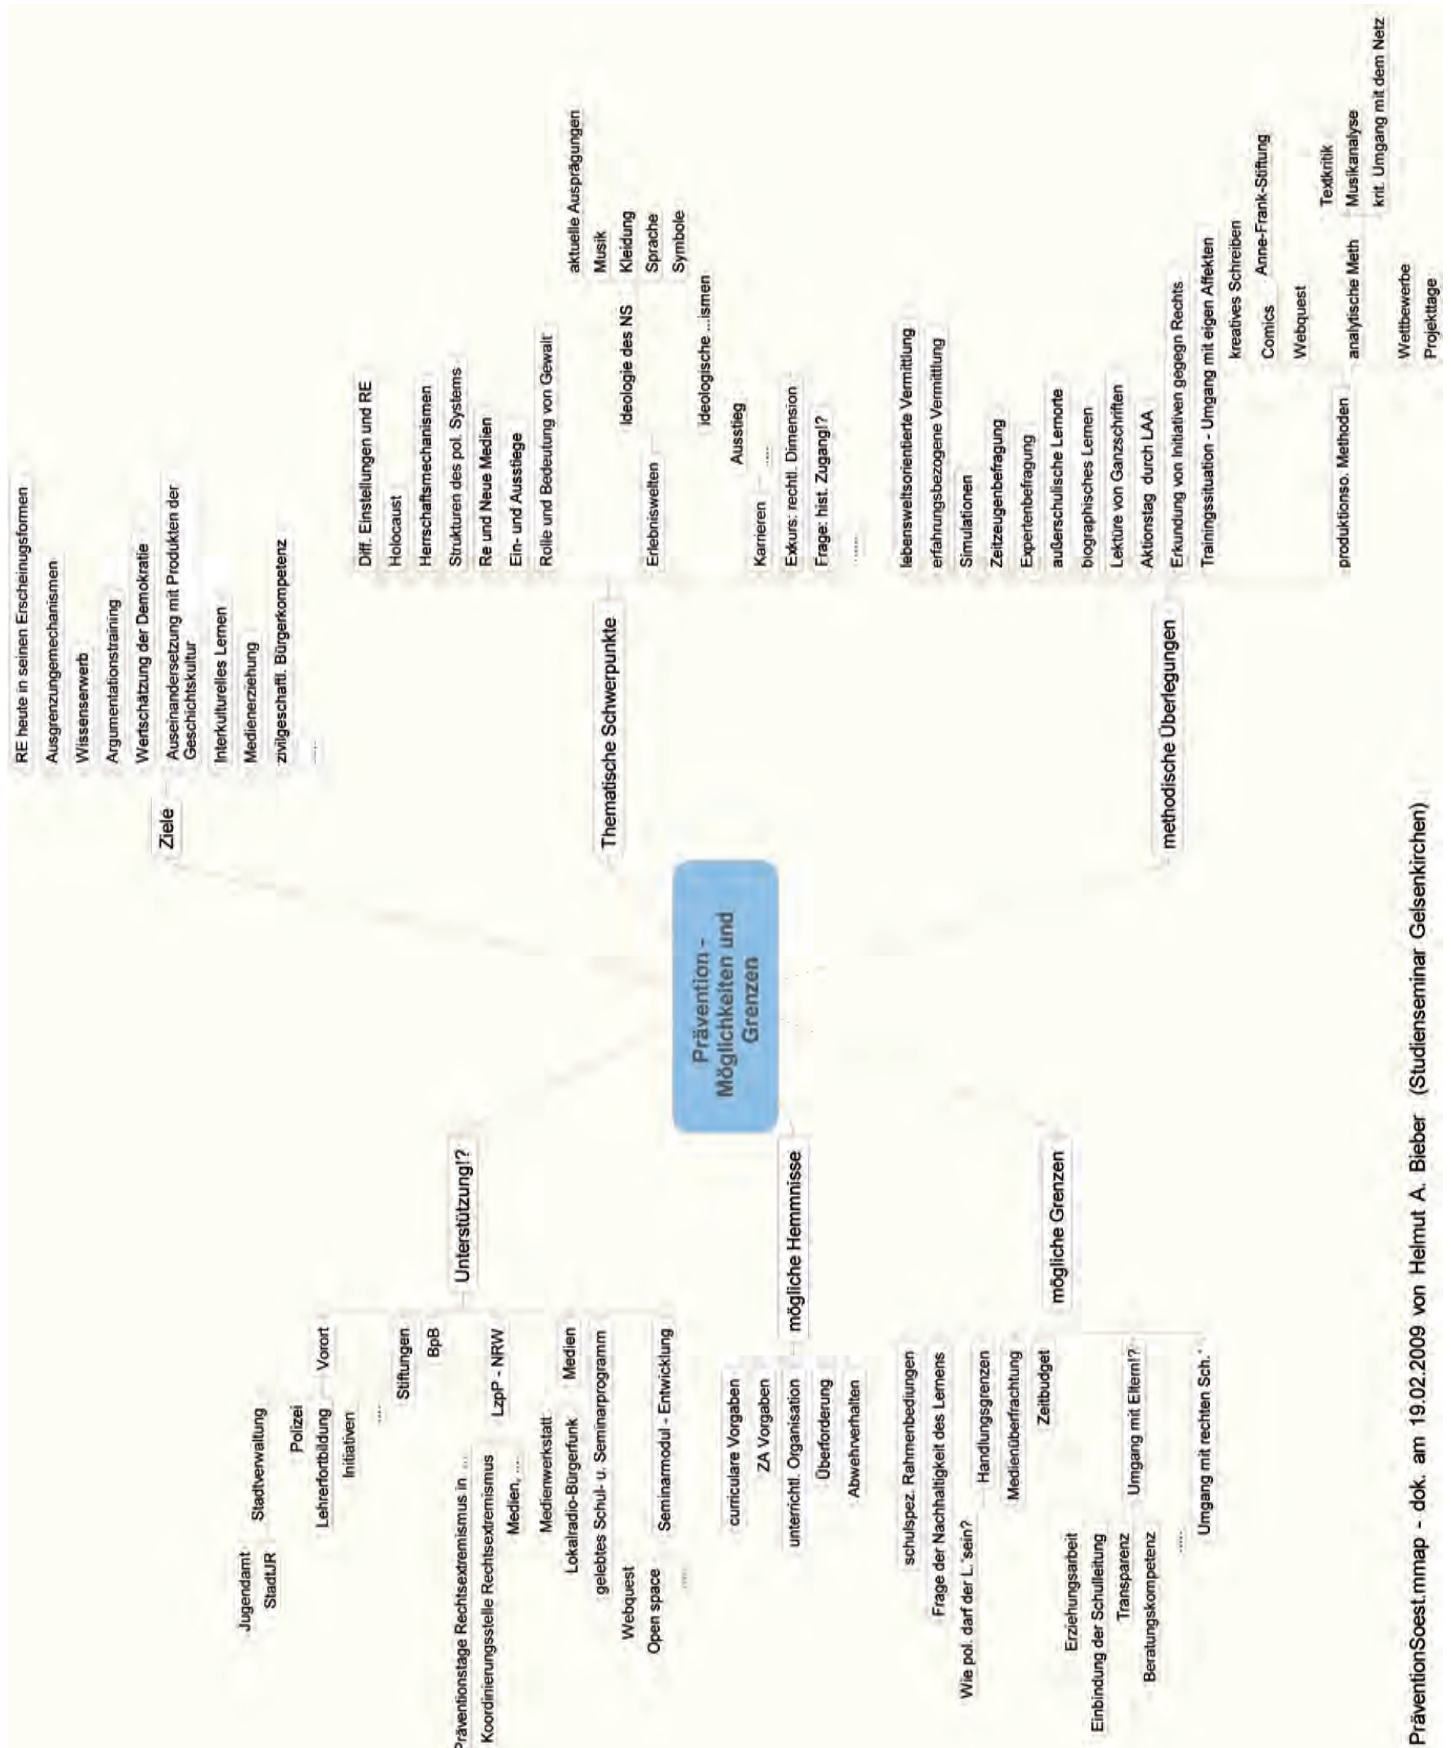 Prävention -
Möglichkeiten und
Grenzen
Ziele
RE heute in seinen Erscheinugsformen
Ausgrenzungemechanismen
Wissenserwerb
Argumentationstraining
Wertschätzung der Demokratie
Auseinandersetzung mit Produkten der
Geschichtskultur
Interkulturelles Lernen
Medienerziehung
zivilgeschaftl. Bürgerkompetenz
.....
Thematische Schwerpunkte
Diff. Einstellungen und RE
Holocaust
Herrschaftsmechanismen
Strukturen des pol. Systems
Re und Neue Medien
Ein- und Ausstiege
Rolle und Bedeutung von Gewalt
Erlebniswelten
Ideologie des NS
aktuelle Ausprägungen
Musik
Kleidung
Sprache
Symbole
Ideologische ...ismen
Karrieren
Ausstieg
.....
Exkurs: rechtl. Dimension
Frage: hist. Zugang!?
......
methodische Überlegungen
lebensweltsorientierte Vermittlung
erfahrungsbezogene Vermittlung
Simulationen
Zeitzeugenbefragung
Expertenbefragung
außerschulische Lernorte
biographisches Lernen
Lektüre von Ganzschriften
Aktionstag durch LAA
Erkundung von Initiativen gegegn Rechts
Trainingssituation - Umgang mit eigen Affekten
produktionso. Methoden
kreatives Schreiben
Comics
Anne-Frank-Stiftung
Webquest
analytische Meth
Textkritik
Musikanalyse
krit. Umgang mit dem Netz
Wettbewerbe
Projekttage
Unterstützung!?
Vorort
Stadtverwaltung
Jugendamt
StadtJR
Polizei
Lehrerfortbildung
Initiativen
....
Stiftungen
BpB
LzpP - NRW
Präventionstage Rechtsextremismus in ...
Koordinierungsstelle Rechtsextremismus
Medien, ...
Medien
Medienwerkstatt
Lokalradio-Bürgerfunk
gelebtes Schul- u. Seminarprogramm
Seminarmodul - Entwicklung
Webquest
Open space
.....
mögliche Hemmnisse
curriculare Vorgaben
ZA Vorgaben
unterrichtl. Organisation
Überforderung
Abwehrverhalten
mögliche Grenzen
schulspez. Rahmenbediungen
Frage der Nachhaltigkeit des Lernens
Handlungsgrenzen
Wie pol. darf der L. 'sein?
Medienüberfrachtung
Zeitbudget
Umgang mit Eltern!?
Erziehungsarbeit
Einbindung der Schulleitung
Transparenz
Beratungskompetenz
.....
Umgang mit rechten Sch.'
PräventionSoest.mmap - dok. am 19.02.2009 von Helmut A. Bieber (Studienseminar Gelsenkirchen)